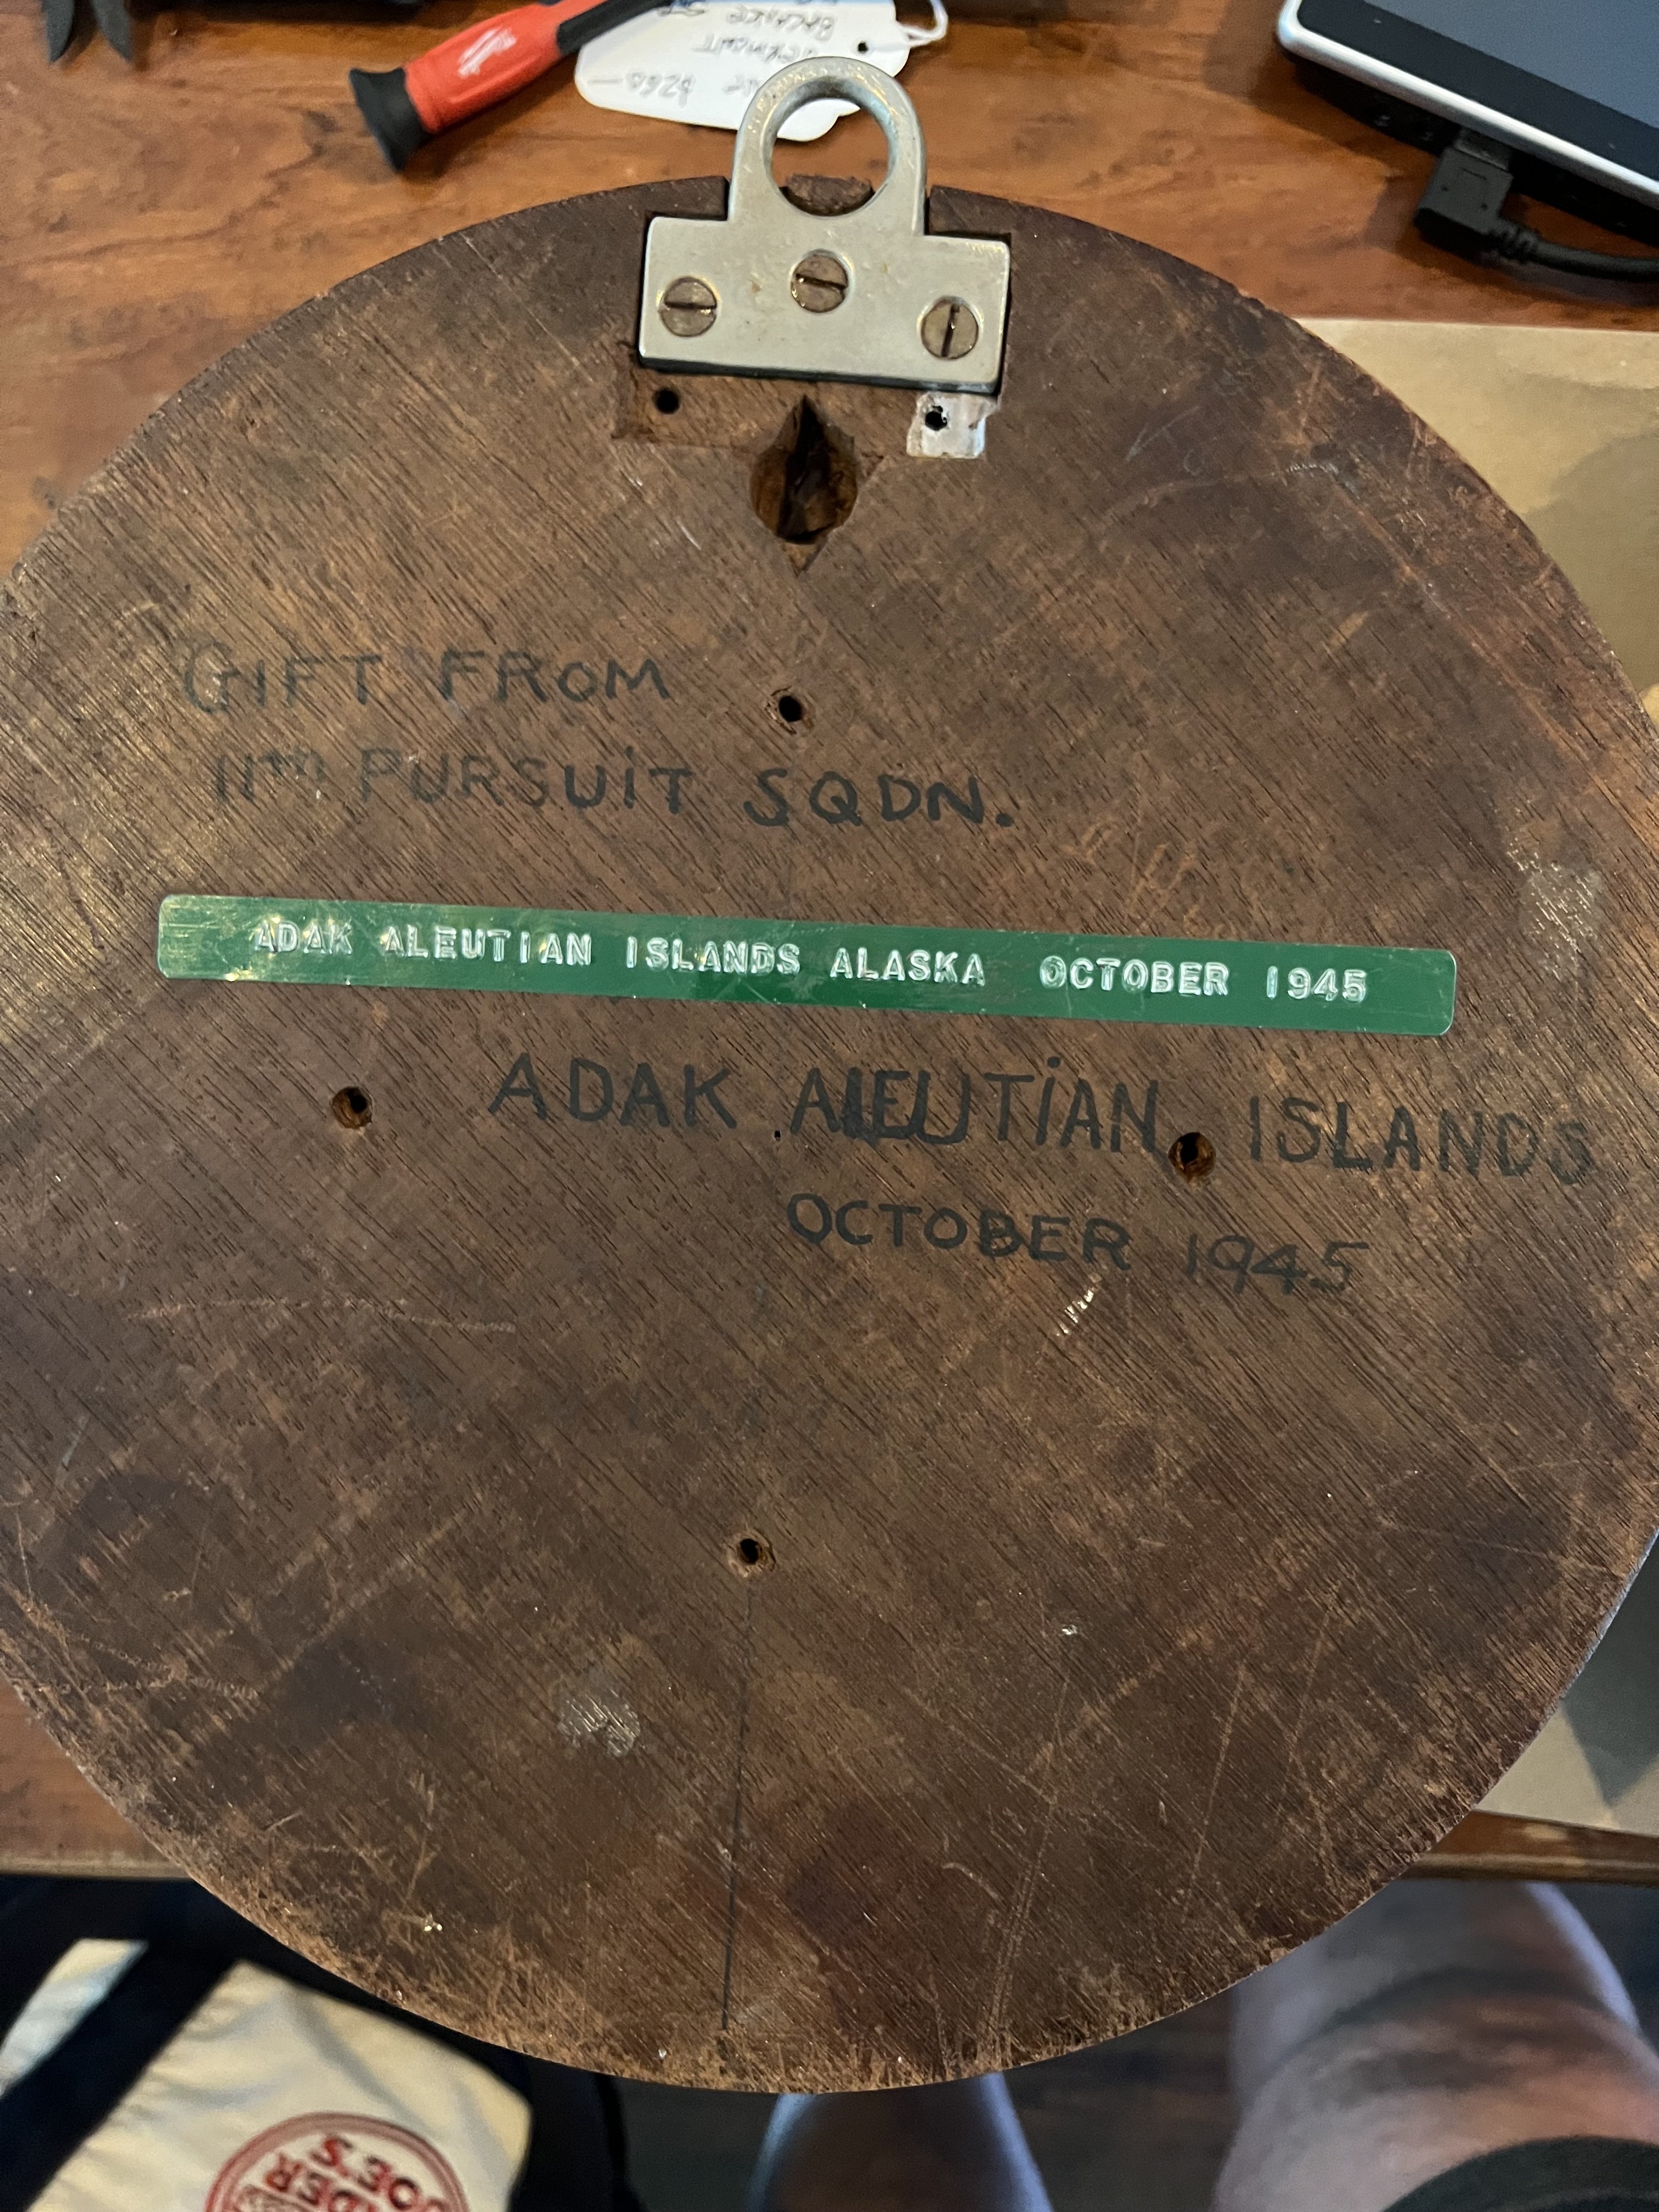 GIFT FROM
11TH PURSUIT SQDN.
ADAK ALEUTIAN ISLANDS ALASKA OCTOBER 1945
ADAK ALEUTIAN ISLANDS
OCTOBER 1945